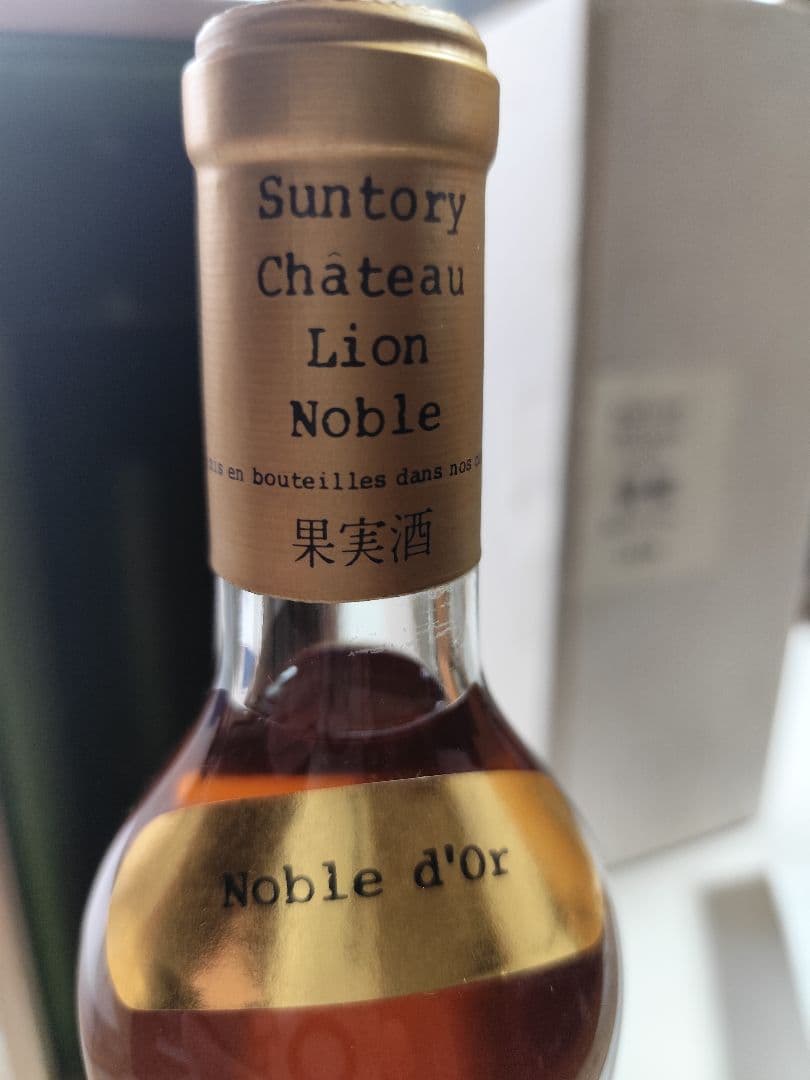 Suntory
Château
Lion
Noble
en bouteilles dans nos
果実酒
Noble d'Or